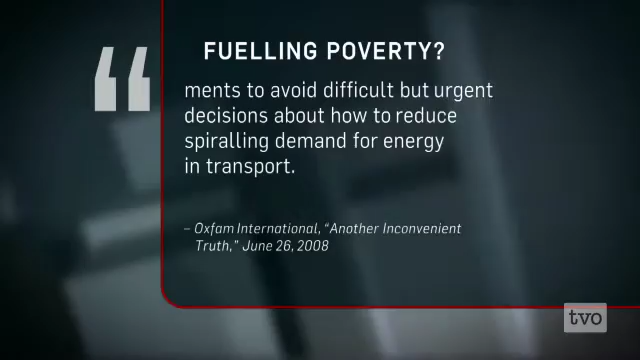 FUELLING POVERTY?
ments to avoid difficult but urgent
decisions about how to reduce
spiralling demand for energy
in transport.
– Oxfam International, “Another Inconvenient
Truth,” June 26, 2008
tvo